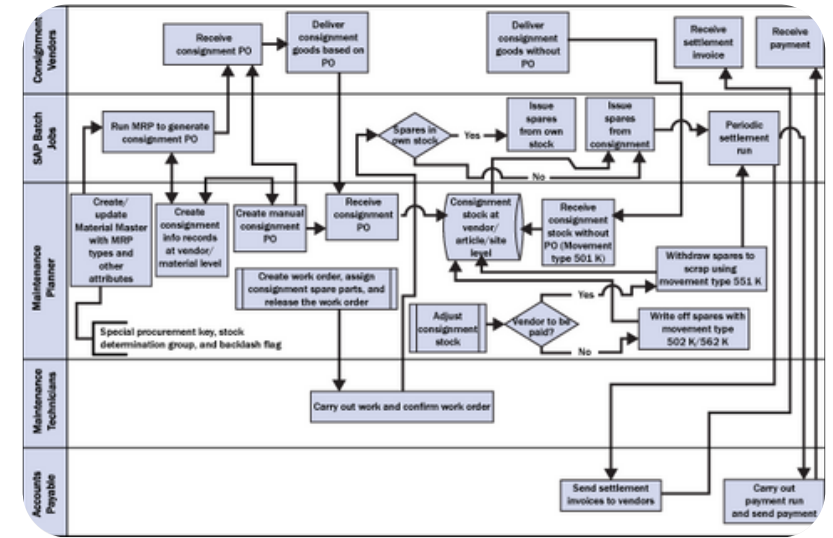 Consignment
Vendors
Receive
consignment PO
Deliver
consignment
goods based on
PO
Deliver
consignment
goods without
PO
Receive
settlement
invoice
Receive
payment
SAP Batch
Jobs
Run MRP to generate
consignment PO
Spares in
own stock
Yes
No
Issue
spares
from own
stock
Issue
spares
from
consignment
Periodic
settlement
run
Maintenance
Planner
Create/
update
Material Master
with MRP
types and
other
attributes
Create
consignment
info records
at vendor/
material level
Create manual
consignment
PO
Receive
consignment
PO
Consignment
stock at
vendor/
article/site
level
Receive
consignment
stock without
PO (Movement
type 501 K)
Withdraw spares to
scrap using
movement type 551 K
Create work order, assign
consignment spare parts, and
release the work order
Adjust
consignment
stock
Vendor to be
paid?
Yes
No
Write off spares with
movement type
502 K/562 K
Special procurement key, stock
determination group, and backlash flag
Maintenance
Technicians
Carry out work and confirm work order
Accounts
Payable
Send settlement
invoices to vendors
Carry out
payment run
and send payment